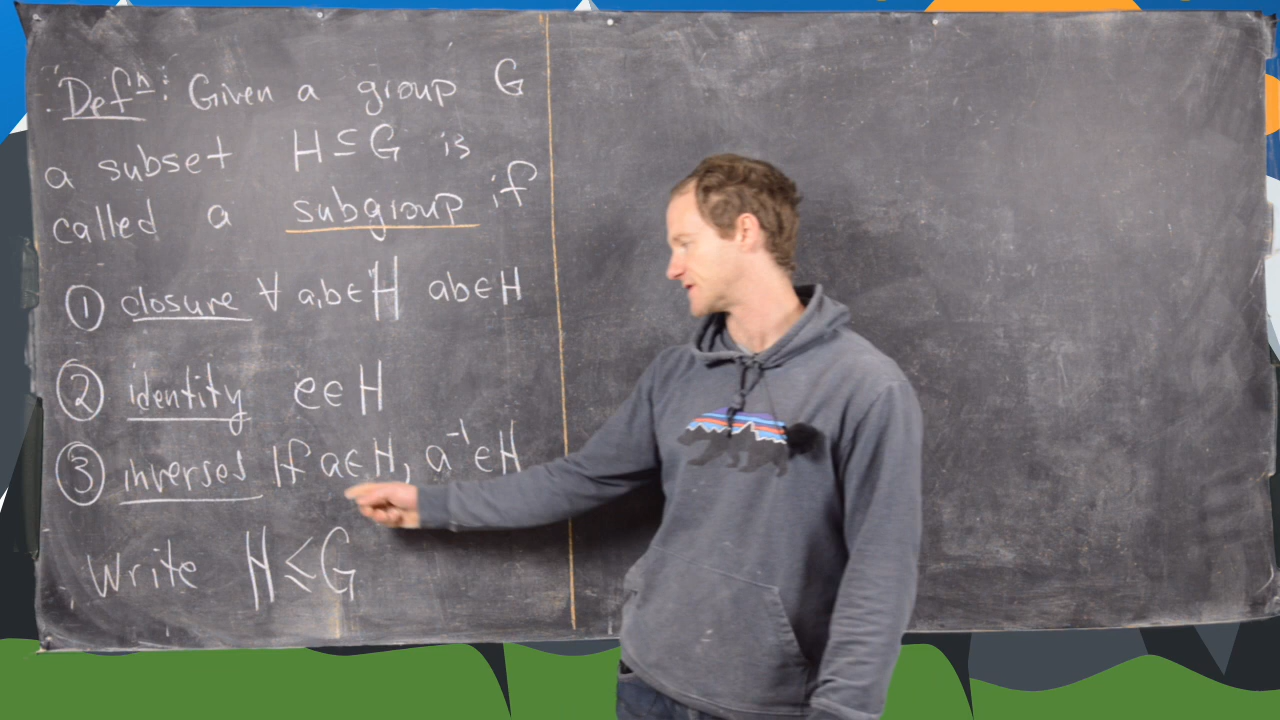 Defⁿ: Given a group G
a subset H ⊆ G is
called a subgroup if
① closure ∀ a,b ∈ H ab ∈ H
② identity e ∈ H
③ inverses If a ∈ H, a⁻¹ ∈ H
Write H ≤ G